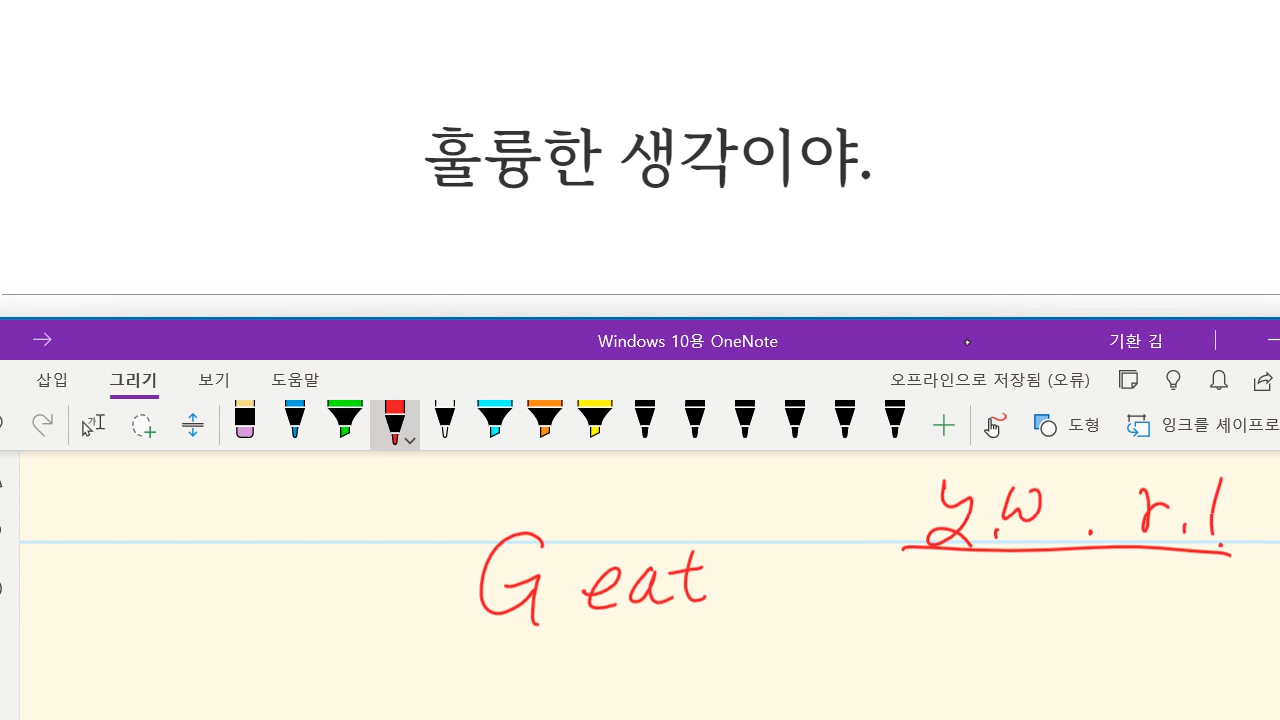 훌륭한 생각이야.
Windows 10용 OneNote
기환 김
삽입 그리기 보기 도움말 오프라인으로 저장됨 (오류)
도형 잉크를 셰이프로
y.w . r.l
G eat